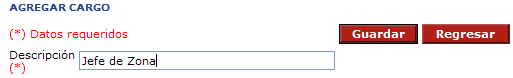 AGREGAR CARGO
(*) Datos requeridos Guardar Regresar
Descripción Jefe de Zona
(*)